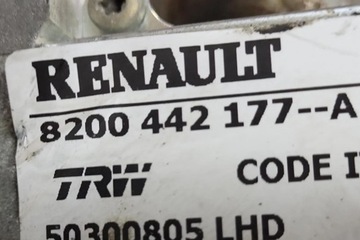 RENAULT
8200 442 177--A
TRW CODE I
50300805 LHD